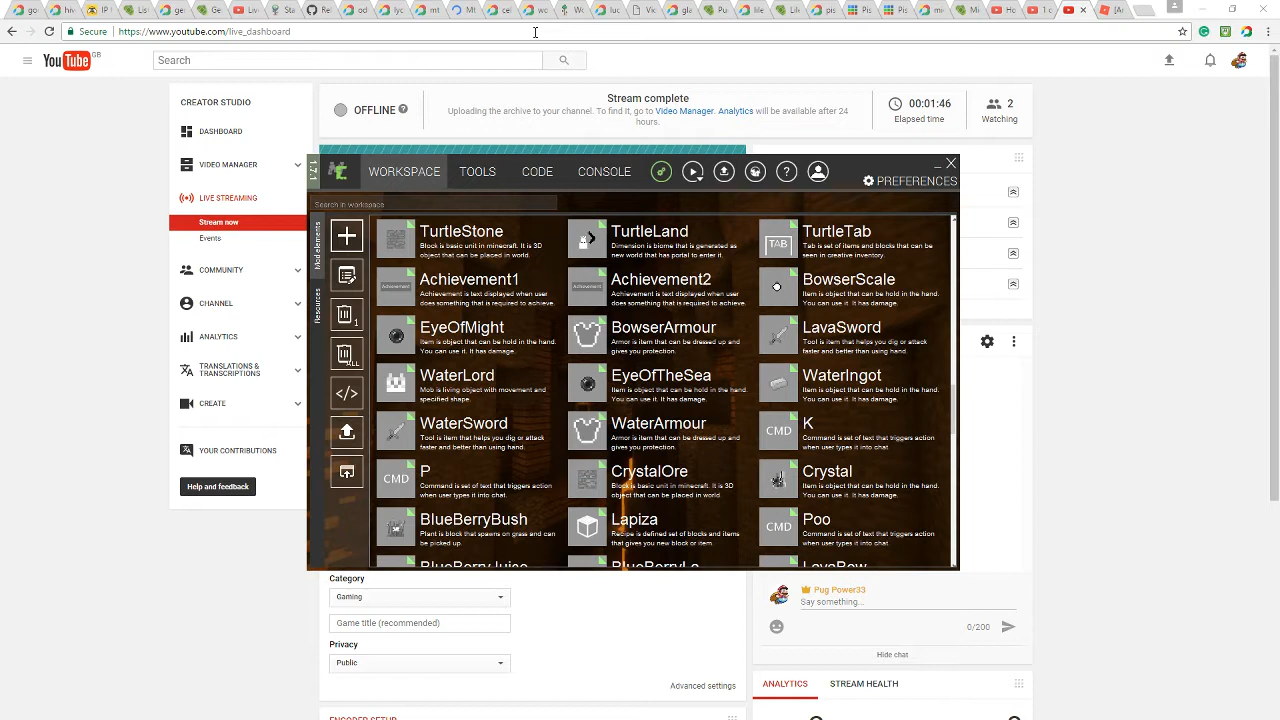 Secure
https://www.youtube.com/live_dashboard
YouTube GB
Search
CREATOR STUDIO
DASHBOARD
VIDEO MANAGER
LIVE STREAMING
Stream now
Events
COMMUNITY
CHANNEL
ANALYTICS
TRANSLATIONS &
TRANSCRIPTIONS
CREATE
YOUR CONTRIBUTIONS
Help and feedback
OFFLINE
Stream complete
Uploading the archive to your channel. To find it, go to Video Manager. Analytics will be available after 24
hours.
00:01:46
Elapsed time
2
Watching
1.7.1
WORKSPACE
TOOLS
CODE
CONSOLE
PREFERENCES
Search in workspace
Mod elements
Resources
1
ALL
TurtleStone
Block is basic unit in minecraft. It is 3D
object that can be placed in world.
TurtleLand
Dimension is biome that is generated as
new world that has portal to enter it.
TAB
TurtleTab
Tab is set of items and blocks that can be
seen in creative inventory.
Achievement
Achievement1
Achievement is text displayed when user
does something that is required to achieve.
Achievement
Achievement2
Achievement is text displayed when user
does something that is required to achieve.
BowserScale
Item is object that can be hold in the hand.
You can use it. It has damage.
EyeOfMight
Item is object that can be hold in the hand.
You can use it. It has damage.
BowserArmour
Armor is item that can be dressed up and
gives you protection.
LavaSword
Tool is item that helps you dig or attack
faster and better than using hand.
WaterLord
Mob is living object with movement and
specified shape.
EyeOfTheSea
Item is object that can be hold in the hand.
You can use it. It has damage.
WaterIngot
Item is object that can be hold in the hand.
You can use it. It has damage.
WaterSword
Tool is item that helps you dig or attack
faster and better than using hand.
WaterArmour
Armor is item that can be dressed up and
gives you protection.
CMD
K
Command is set of text that triggers action
when user types it into chat.
CMD
P
Command is set of text that triggers action
when user types it into chat.
CrystalOre
Block is basic unit in minecraft. It is 3D
object that can be placed in world.
Crystal
Item is object that can be hold in the hand.
You can use it. It has damage.
BlueBerryBush
Plant is block that spawns on grass and can
be picked up.
Lapiza
Recipe is defined set of blocks and items
that gives you new block or item.
CMD
Poo
Command is set of text that triggers action
when user types it into chat.
BlueBerryJuice
LavaBow
Category
Gaming
Game title (recommended)
Privacy
Public
Advanced settings
ENCODER SETUP
Pug Power33
Say something...
0/200
Hide chat
ANALYTICS
STREAM HEALTH